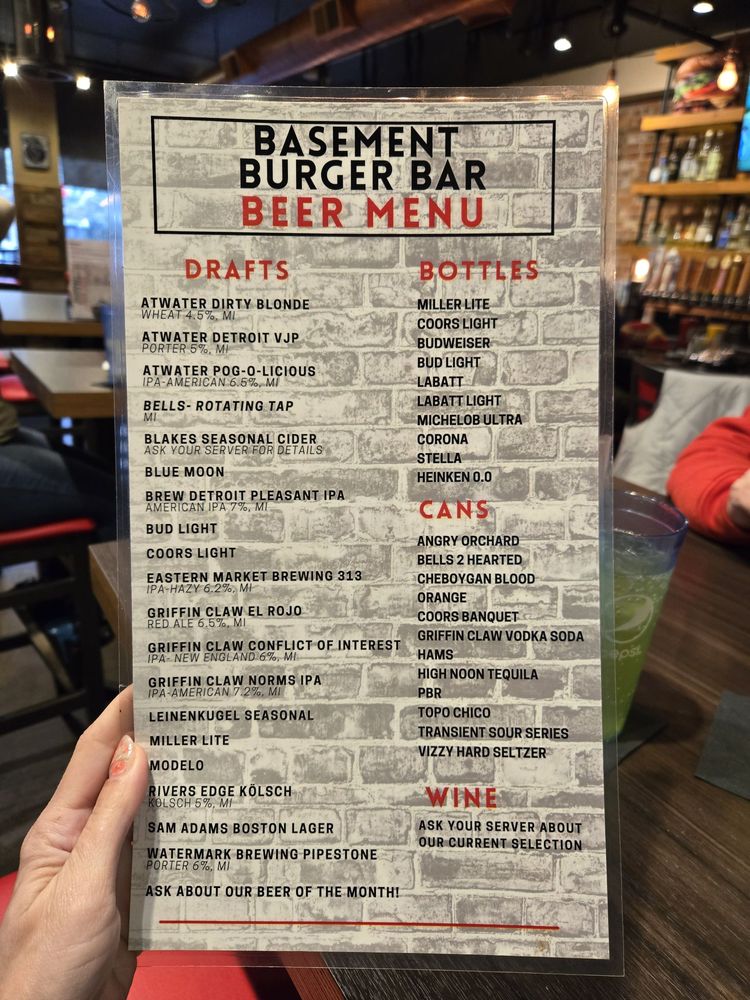 BASEMENT
BURGER BAR
BEER MENU
DRAFTS
ATWATER DIRTY BLONDE
WHEAT 4.5%, MI
ATWATER DETROIT VJP
PORTER 5%, MI
ATWATER POG-O-LICIOUS
IPA-AMERICAN 6.5%, MI
BELLS- ROTATING TAP
MI
BLAKES SEASONAL CIDER
ASK YOUR SERVER FOR DETAILS
BLUE MOON
BREW DETROIT PLEASANT IPA
AMERICAN IPA 7%, MI
BUD LIGHT
COORS LIGHT
EASTERN MARKET BREWING 313
IPA-HAZY 6.2%, MI
GRIFFIN CLAW EL ROJO
RED ALE 6.5%, MI
GRIFFIN CLAW CONFLICT OF INTEREST
IPA- NEW ENGLAND 6%, MI
GRIFFIN CLAW NORMS IPA
IPA-AMERICAN 7.2%, MI
LEINENKUGEL SEASONAL
MILLER LITE
MODELO
RIVERS EDGE KÖLSCH
KÖLSCH 5%, MI
SAM ADAMS BOSTON LAGER
WATERMARK BREWING PIPESTONE
PORTER 6%, MI
ASK ABOUT OUR BEER OF THE MONTH!
BOTTLES
MILLER LITE
COORS LIGHT
BUDWEISER
BUD LIGHT
LABATT
LABATT LIGHT
MICHELOB ULTRA
CORONA
STELLA
HEINKEN 0.0
CANS
ANGRY ORCHARD
BELLS 2 HEARTED
CHEBOYGAN BLOOD
ORANGE
COORS BANQUET
GRIFFIN CLAW VODKA SODA
HAMS
HIGH NOON TEQUILA
PBR
TOPO CHICO
TRANSIENT SOUR SERIES
VIZZY HARD SELTZER
WINE
ASK YOUR SERVER ABOUT
OUR CURRENT SELECTION
pepsi